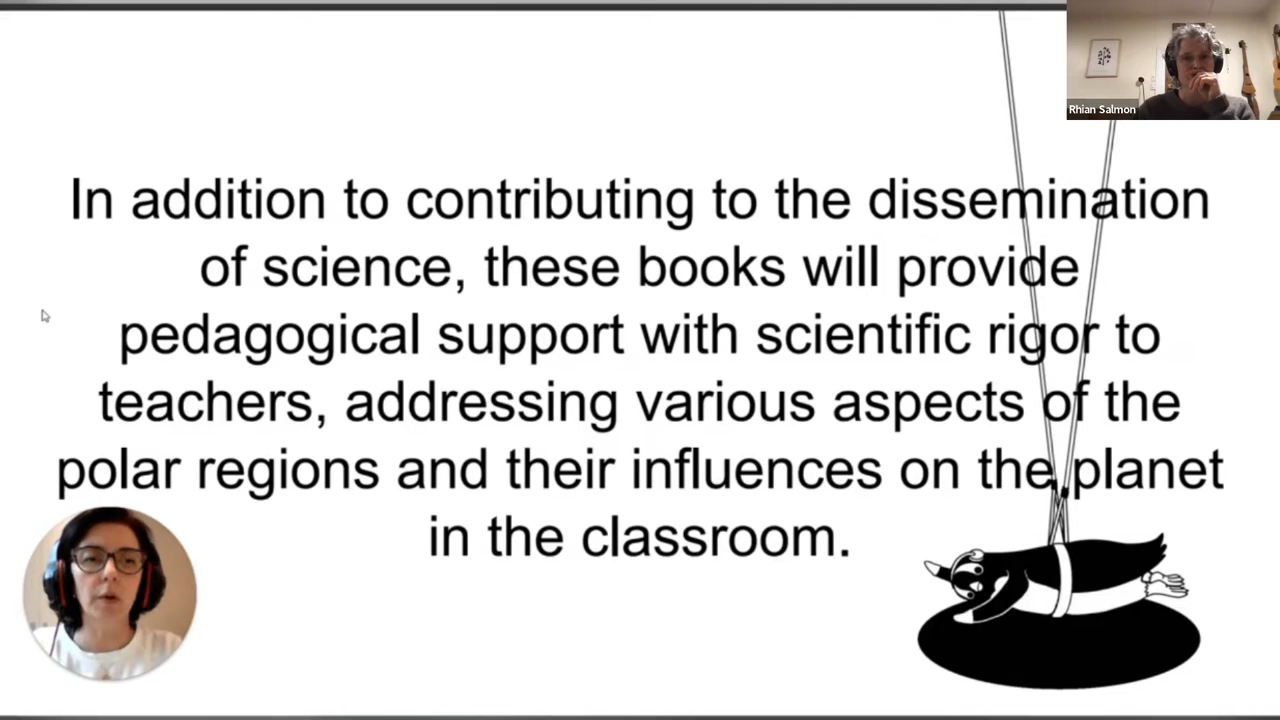 Rhian Salmon
In addition to contributing to the dissemination
of science, these books will provide
pedagogical support with scientific rigor to
teachers, addressing various aspects of the
polar regions and their influences on the planet
in the classroom.